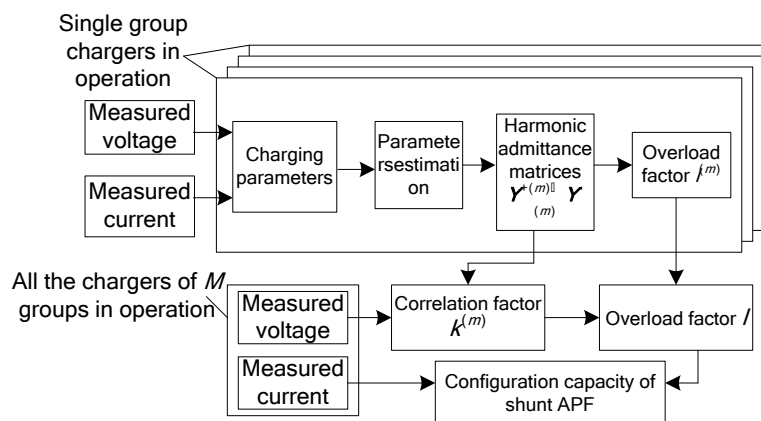 Single group
chargers in
operation
Measured
voltage
Measured
current
Charging
parameters
Paramete
rsestimati
on
Harmonic
admittance
matrices
Y+(m)▯ Y
(m)
Overload
factor l(m)
All the chargers of M
groups in operation
Measured
voltage
Measured
current
Correlation factor
k(m)
Overload factor l
Configuration capacity of
shunt APF